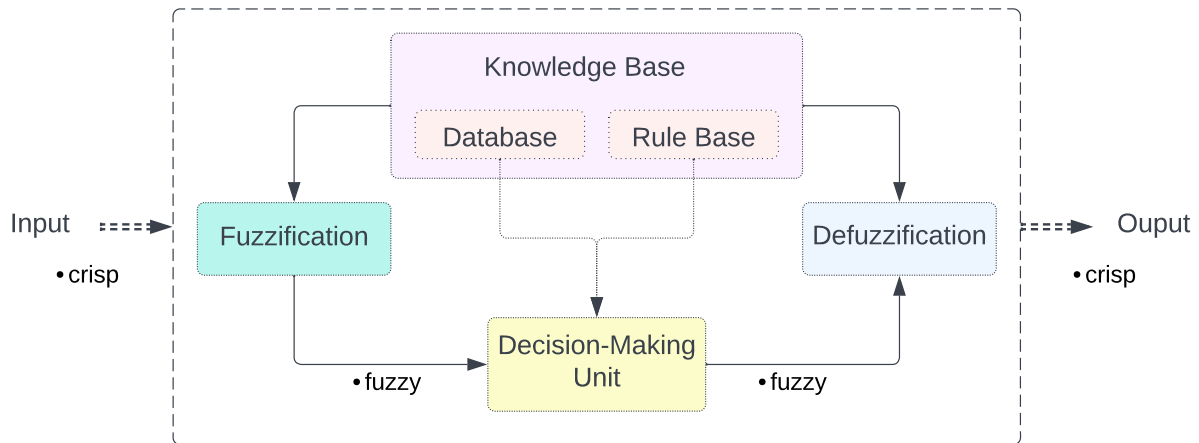 Knowledge Base
Database
Rule Base
Input
• crisp
Fuzzification
Defuzzification
Ouput
• crisp
Decision-Making
Unit
• fuzzy
• fuzzy